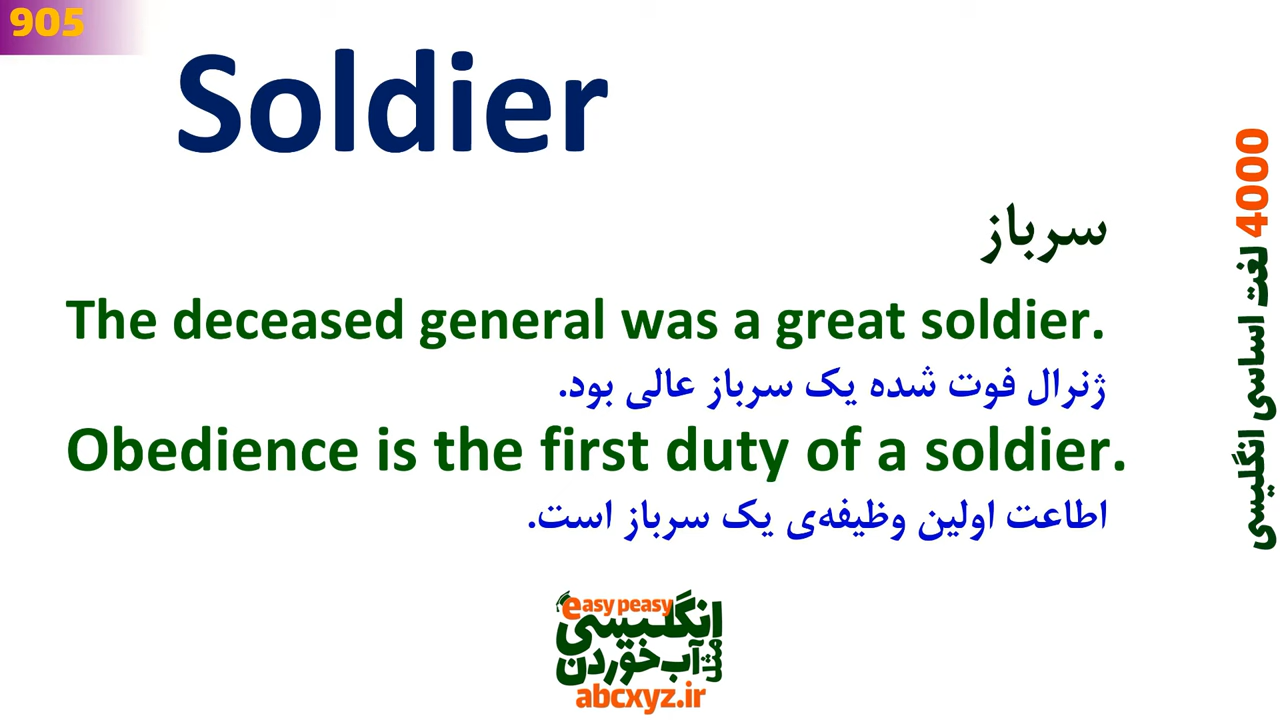 905
Soldier
سرباز
The deceased general was a great soldier.
ژنرال فوت شده یک سرباز عالی بود.
Obedience is the first duty of a soldier.
اطاعت اولین وظیفه‌ی یک سرباز است.
4000 لغت اساسی انگلیسی
easy peasy
انگلیسی
مثل آب خوردن
abcxyz.ir